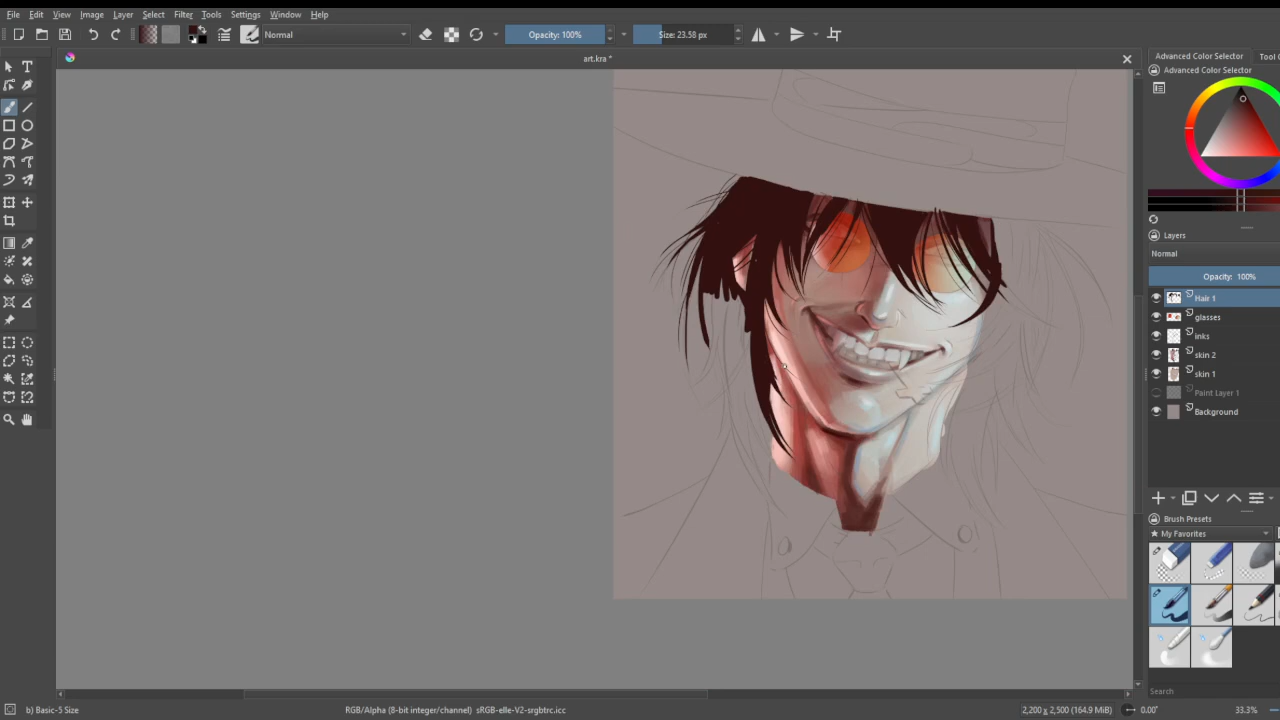 File Edit View Image Layer Select Filter Tools Settings Window Help
Normal Opacity: 100% Size: 23.58 px
art.kra *
Advanced Color Selector Tool
Advanced Color Selector
Layers
Normal
Opacity: 100%
Hair 1
glasses
inks
skin 2
skin 1
Paint Layer 1
Background
Brush Presets
My Favorites
Search
b) Basic-5 Size RGB/Alpha (8-bit integer/channel) sRGB-elle-V2-srgbtrc.icc 2,200 x 2,500 (164.9 MiB) 0.00° 33.3%